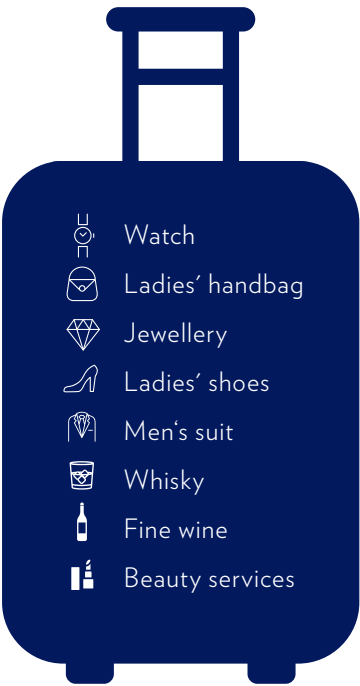 Watch
Ladies´ handbag
Jewellery
Ladies´ shoes
Men‘s suit
Whisky
Fine wine
Beauty services